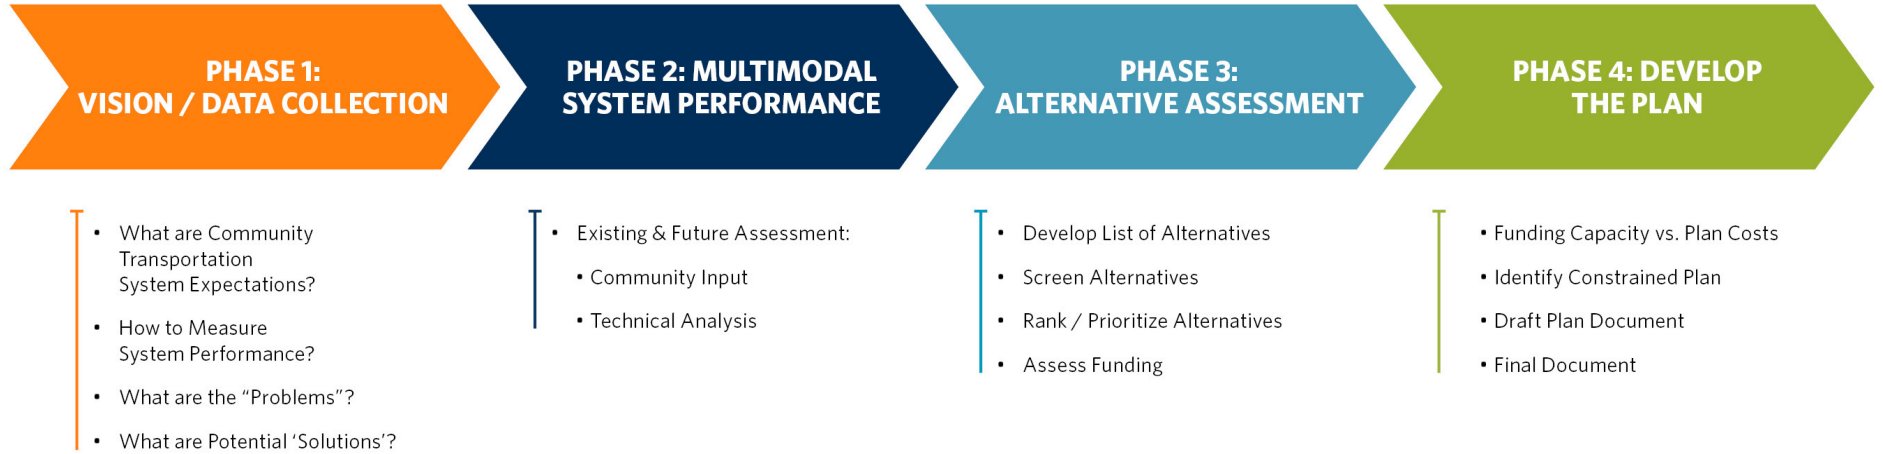 PHASE 1:
VISION / DATA COLLECTION
PHASE 2: MULTIMODAL
SYSTEM PERFORMANCE
PHASE 3:
ALTERNATIVE ASSESSMENT
PHASE 4: DEVELOP
THE PLAN
• What are Community
Transportation
System Expectations?
• How to Measure
System Performance?
• What are the “Problems”?
• What are Potential ‘Solutions’?
• Existing & Future Assessment:
• Community Input
• Technical Analysis
• Develop List of Alternatives
• Screen Alternatives
• Rank / Prioritize Alternatives
• Assess Funding
• Funding Capacity vs. Plan Costs
• Identify Constrained Plan
• Draft Plan Document
• Final Document